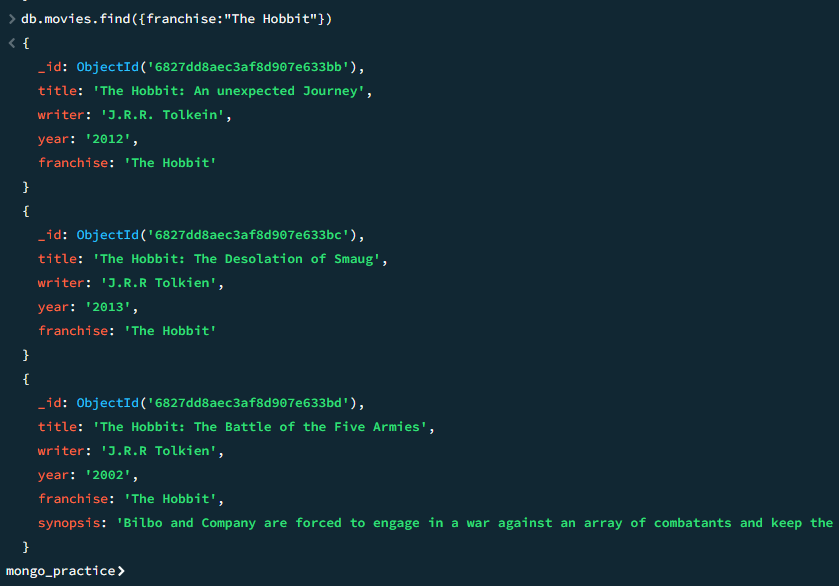 > db.movies.find({franchise:"The Hobbit"})
< {
_id: ObjectId('6827dd8aec3af8d907e633bb'),
title: 'The Hobbit: An unexpected Journey',
writer: 'J.R.R. Tolkein',
year: '2012',
franchise: 'The Hobbit'
}
{
_id: ObjectId('6827dd8aec3af8d907e633bc'),
title: 'The Hobbit: The Desolation of Smaug',
writer: 'J.R.R Tolkien',
year: '2013',
franchise: 'The Hobbit'
}
{
_id: ObjectId('6827dd8aec3af8d907e633bd'),
title: 'The Hobbit: The Battle of the Five Armies',
writer: 'J.R.R Tolkien',
year: '2002',
franchise: 'The Hobbit',
synopsis: 'Bilbo and Company are forced to engage in a war against an array of combatants and keep the
}
mongo_practice>